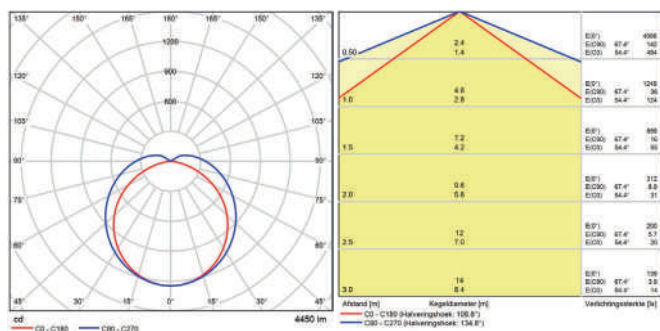 165° 180° 165°
1200
900
600
135° 135°
120° 120°
105° 105°
90° 90°
75° 75°
60° 60°
45° 30° 15° 0° 15° 30° 45°
cd 4450 lm
C0 - C180 C90 - C270
0.50
2.4
1.4
E(0°)
E(C90) 67.4° 142
E(C0) 54.4° 494
1.0
4.8
2.8
E(0°) 1248
E(C90) 67.4° 36
E(C0) 54.4° 124
1.5
7.2
4.2
E(0°)
E(C90) 67.4° 16
E(C0) 54.4° 55
2.0
9.6
5.6
E(0°) 312
E(C90) 67.4° 8.9
E(C0) 54.4° 31
2.5
12
7.0
E(0°) 200
E(C90) 67.4° 5.7
E(C0) 54.4° 20
3.0
14
8.4
E(0°) 139
E(C90) 67.4°
E(C0) 54.4° 14
Afstand [m] Kegeldiameter [m] Verlichtingssterkte [lx]
C0 - C180 (Halveringshoek: 108.8°)
C90 - C270 (Halveringshoek: 134.8°)